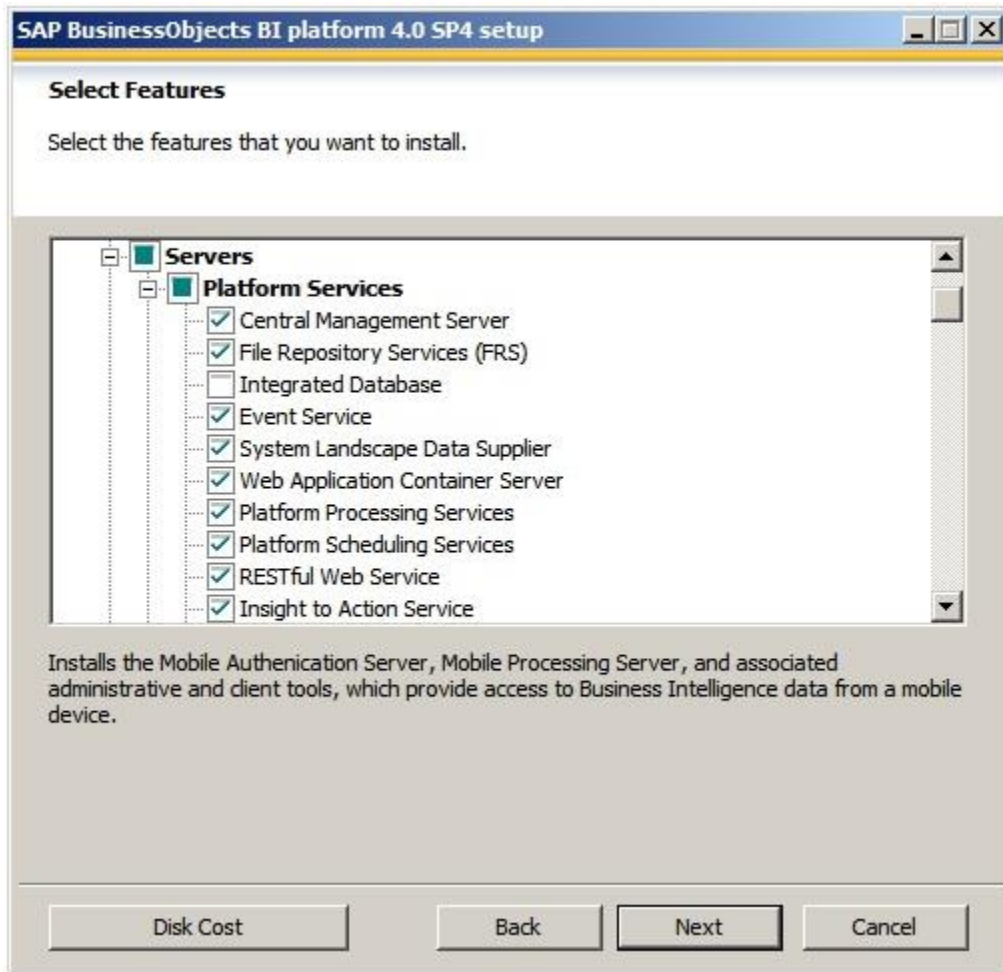 SAP BusinessObjects BI platform 4.0 SP4 setup
Select Features
Select the features that you want to install.
Servers
Platform Services
Central Management Server
File Repository Services (FRS)
Integrated Database
Event Service
System Landscape Data Supplier
Web Application Container Server
Platform Processing Services
Platform Scheduling Services
RESTful Web Service
Insight to Action Service
Installs the Mobile Authenication Server, Mobile Processing Server, and associated
administrative and client tools, which provide access to Business Intelligence data from a mobile
device.
Disk Cost Back Next Cancel